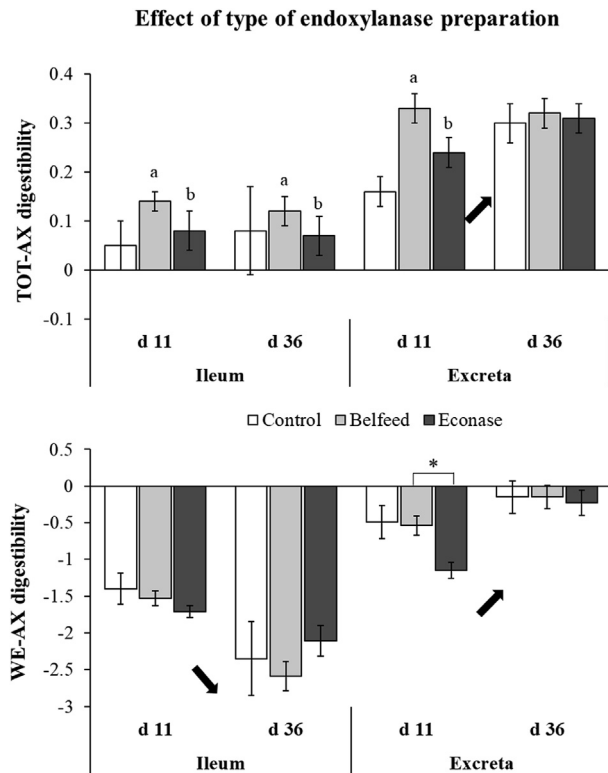 Effect of type of endoxylanase preparation
TOT-AX digestibility
0.4
0.3
0.2
0.1
0
-0.1
a
b
a
b
a
b
d 11
d 36
d 11
d 36
Ileum
Excreta
Control
Belfeed
Econase
WE-AX digestibility
0.5
0
-0.5
-1
-1.5
-2
-2.5
-3
*
d 11
d 36
d 11
d 36
Ileum
Excreta